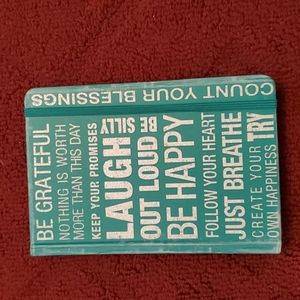 COUNT YOUR BLESSINGS
BE GRATEFUL
NOTHING IS WORTH
MORE THAN THIS DAY
KEEP YOUR PROMISES
LAUGH
BE SILLY
OUT LOUD
BE HAPPY
FOLLOW YOUR HEART
JUST BREATHE
CREATE YOUR
OWN HAPPINESS
TRY